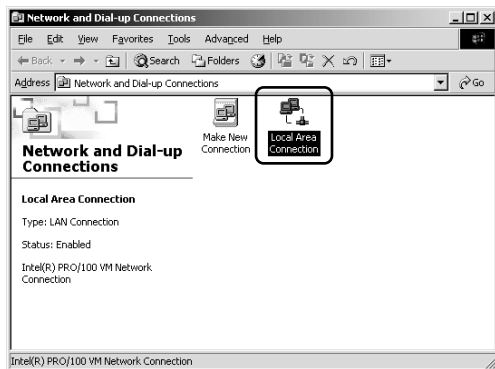 Network and Dial-up Connections
File Edit View Favorites Tools Advanced Help
Back Search Folders
Address Network and Dial-up Connections Go
Make New
Connection
Local Area
Connection
Network and Dial-up
Connections
Local Area Connection
Type: LAN Connection
Status: Enabled
Intel(R) PRO/100 VM Network
Connection
Intel(R) PRO/100 VM Network Connection